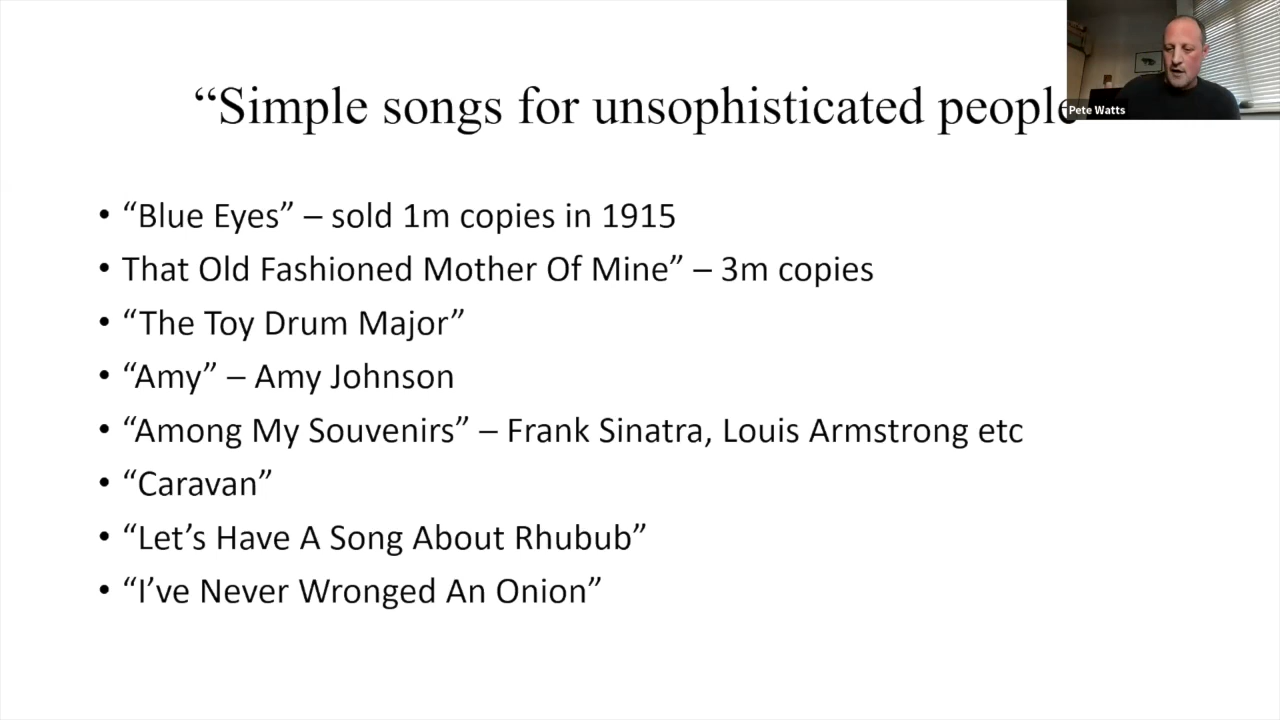 “Simple songs for unsophisticated people
Pete Watts
• “Blue Eyes” – sold 1m copies in 1915
• That Old Fashioned Mother Of Mine” – 3m copies
• “The Toy Drum Major”
• “Amy” – Amy Johnson
• “Among My Souvenirs” – Frank Sinatra, Louis Armstrong etc
• “Caravan”
• “Let’s Have A Song About Rhubub”
• “I’ve Never Wronged An Onion”